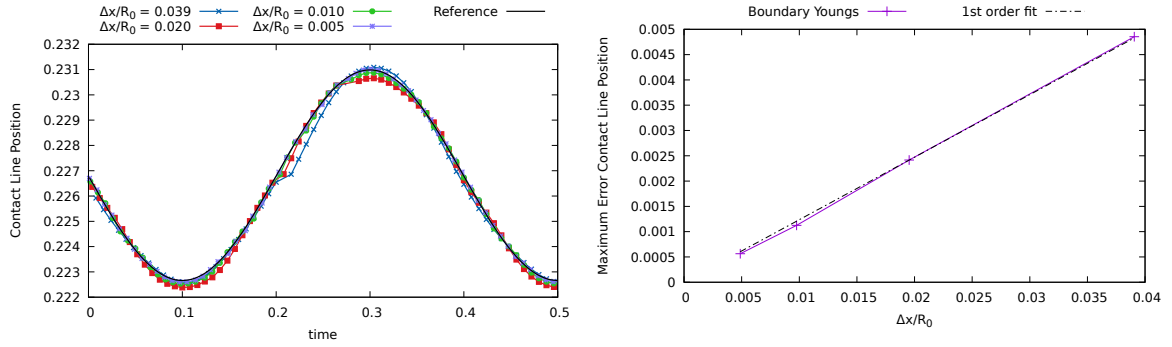 Δx/R₀ = 0.039 Δx/R₀ = 0.010 Reference
Δx/R₀ = 0.020 Δx/R₀ = 0.005
0.232
0.231
0.229
0.228
0.227
0.226
0.224
0.223
0.222
Contact Line Position
0 0.1 0.2 0.3 0.4 0.5
time
Boundary Youngs 1st order fit
0.005
0.0045
0.004
0.0035
0.003
0.0025
0.002
0.0015
0.001
0.0005
0
Maximum Error Contact Line Position
0 0.005 0.01 0.015 0.02 0.025 0.03 0.035 0.04
Δx/R₀